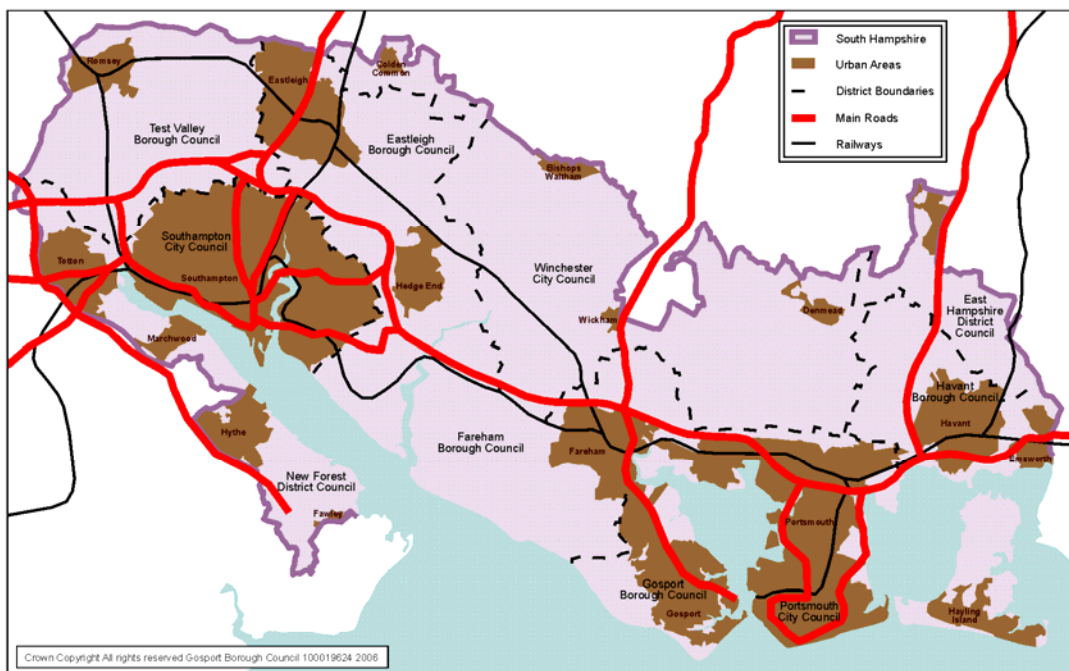 South Hampshire
Urban Areas
District Boundaries
Main Roads
Railways
Romsey
Colden
Common
Eastleigh
Test Valley
Borough Council
Eastleigh
Borough Council
Bishops
Waltham
Southampton
City Council
Totton
Southampton
Hedge End
Winchester
City Council
Wickham
Denmead
East
Hampshire
District
Council
Marchwood
Havant
Borough Council
Havant
Emsworth
Hythe
Fareham
Borough Council
Fareham
New Forest
District Council
Fawley
Portsmouth
Gosport
Borough Council
Gosport
Portsmouth
City Council
Hayling
Island
Crown Copyright All rights reserved Gosport Borough Council 100019624 2006